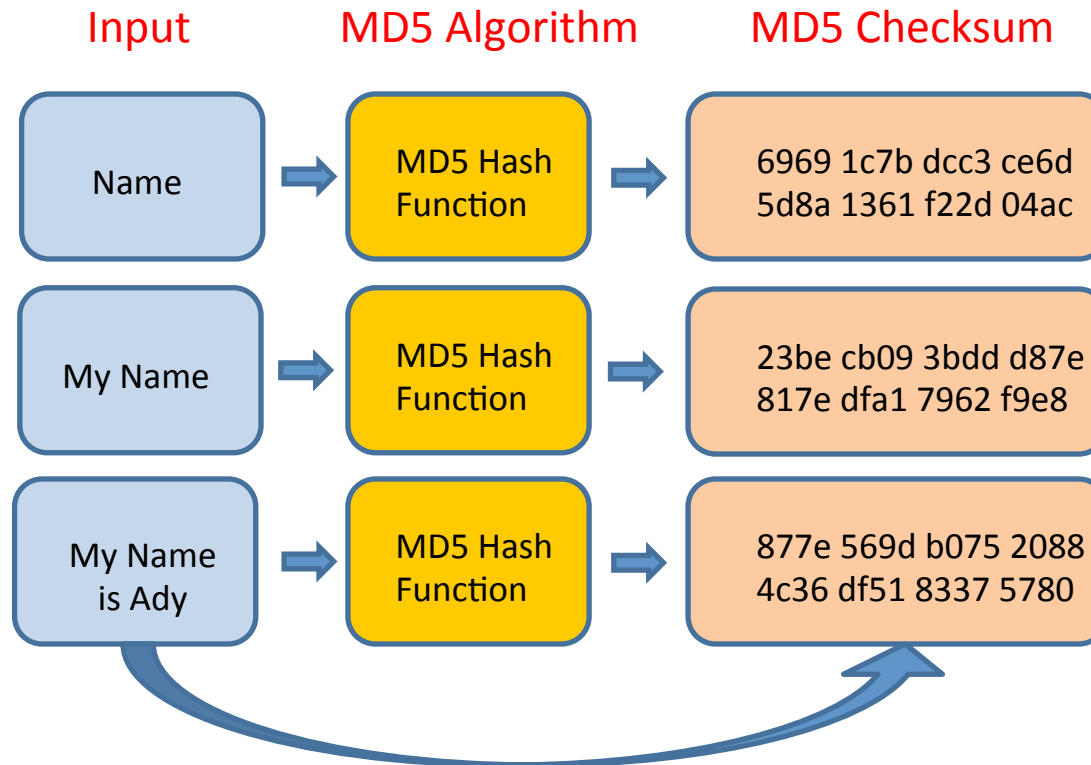 Input
MD5 Algorithm
MD5 Checksum
Name
MD5 Hash
Function
6969 1c7b dcc3 ce6d
5d8a 1361 f22d 04ac
My Name
MD5 Hash
Function
23be cb09 3bdd d87e
817e dfa1 7962 f9e8
My Name
is Ady
MD5 Hash
Function
877e 569d b075 2088
4c36 df51 8337 5780